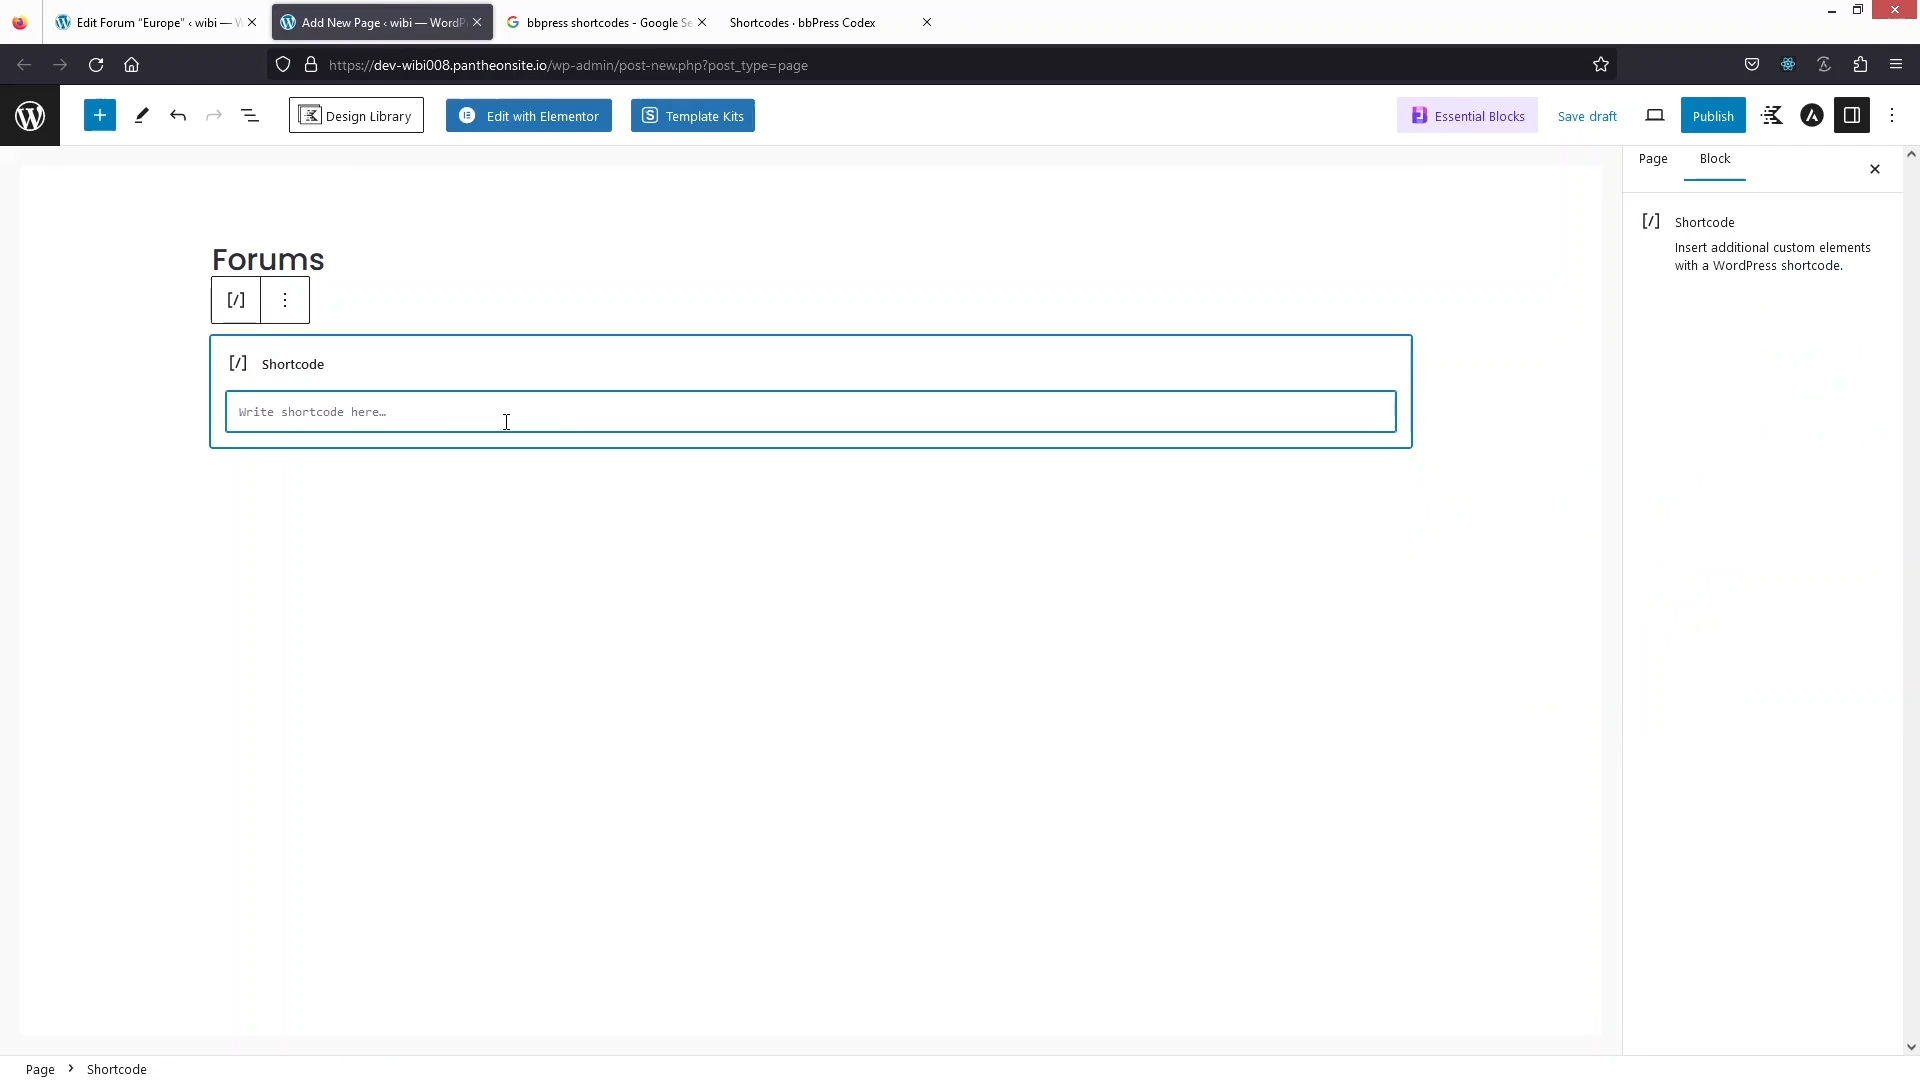 Edit Forum "Europe" ‹ wibi — W
Add New Page ‹ wibi — WordP
bbpress shortcodes - Google Se
Shortcodes · bbPress Codex
https://dev-wibi008.pantheonsite.io/wp-admin/post-new.php?post_type=page
Design Library
Edit with Elementor
Template Kits
Essential Blocks
Save draft
Publish
Page
Block
Shortcode
Insert additional custom elements
with a WordPress shortcode.
Forums
[/]
[/] Shortcode
Write shortcode here…
Page › Shortcode